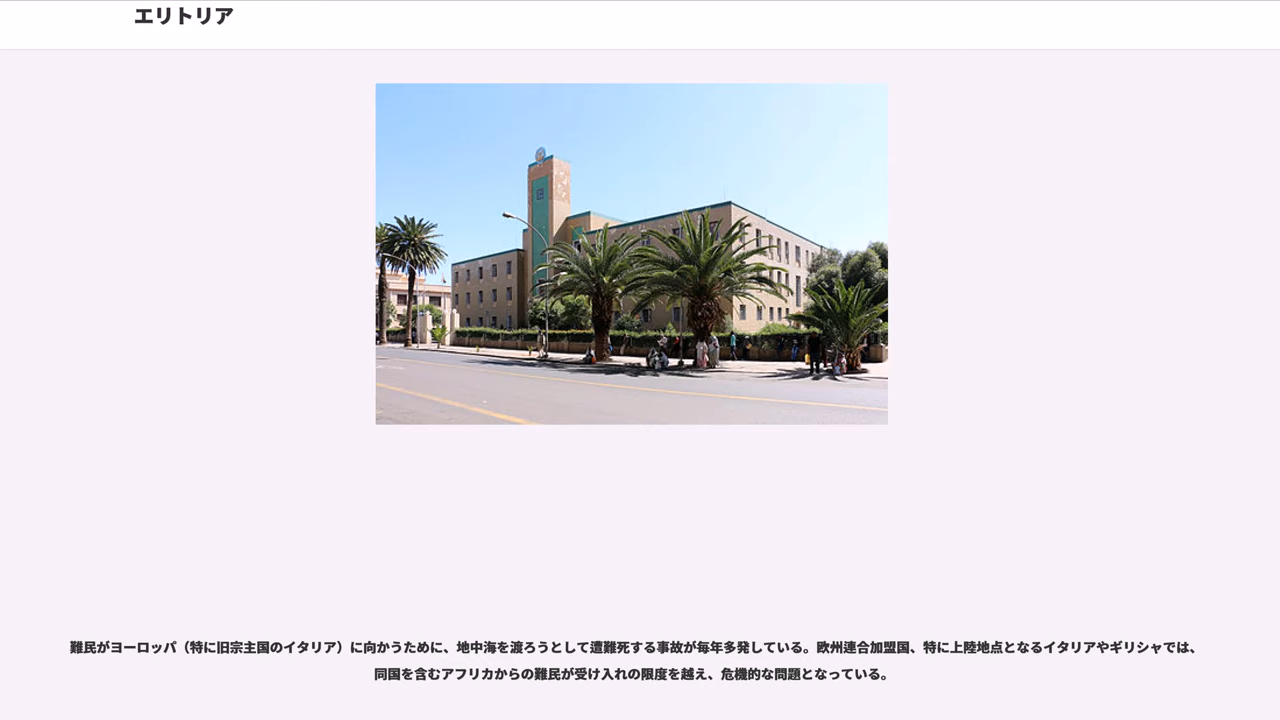 エリトリア
難民がヨーロッパ（特に旧宗主国のイタリア）に向かうために、地中海を渡ろうとして遭難死する事故が毎年多発している。欧州連合加盟国、特に上陸地点となるイタリアやギリシャでは、
同国を含むアフリカからの難民が受け入れの限度を越え、危機的な問題となっている。